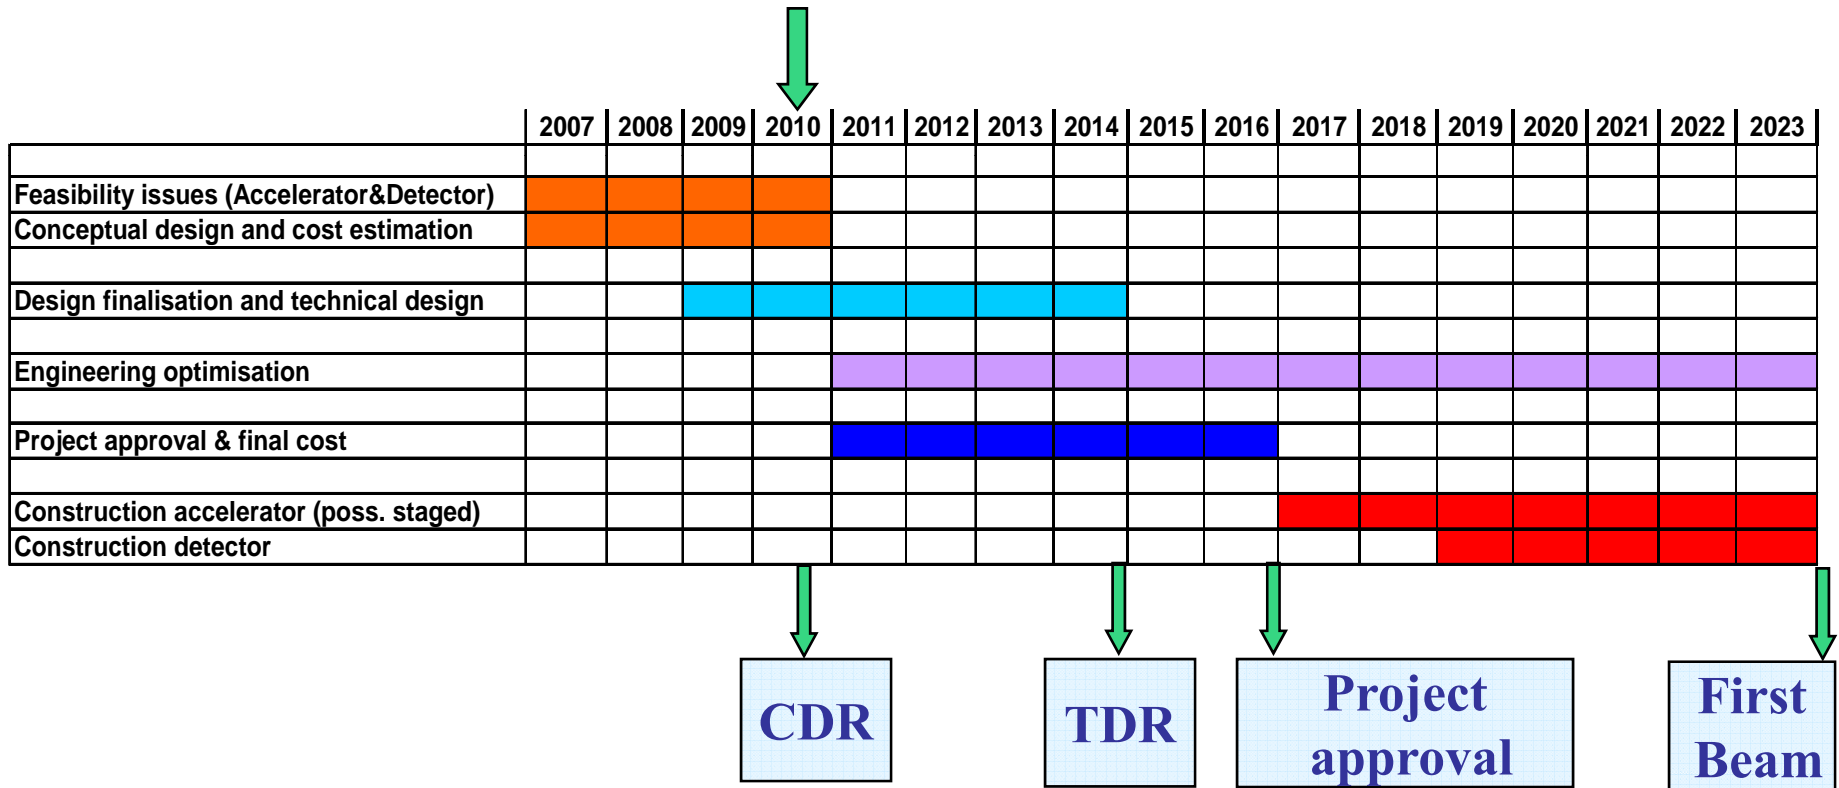 2007 2008 2009 2010 2011 2012 2013 2014 2015 2016 2017 2018 2019 2020 2021 2022 2023
Feasibility issues (Accelerator&Detector)
Conceptual design and cost estimation
Design finalisation and technical design
Engineering optimisation
Project approval & final cost
Construction accelerator (poss. staged)
Construction detector
CDR
TDR
Project
approval
First
Beam